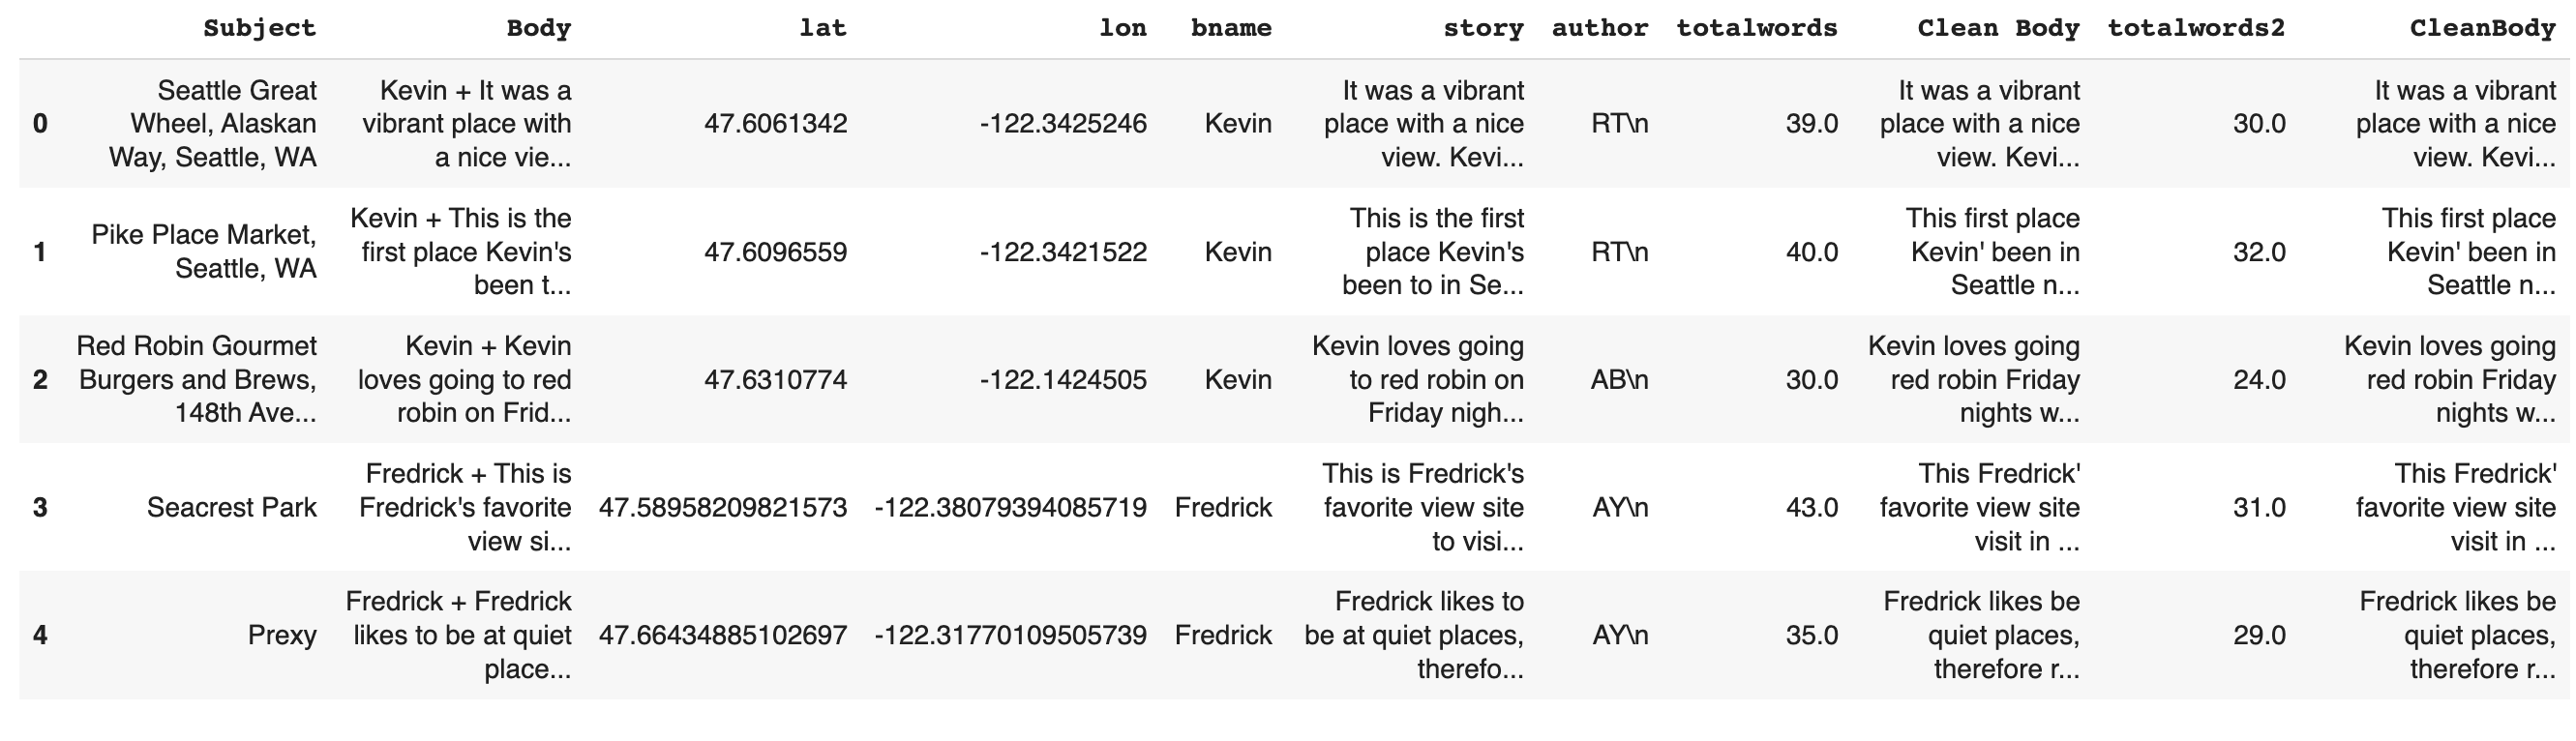 Subject Body lat lon bname story author totalwords Clean Body totalwords2 CleanBody
Seattle Great Kevin + It was a It was a vibrant It was a vibrant It was a vibrant
0 Wheel, Alaskan vibrant place with 47.6061342 -122.3425246 Kevin place with a nice RT\n 39.0 place with a nice 30.0 place with a nice
Way, Seattle, WA a nice vie... view. Kevi... view. Kevi... view. Kevi...
Kevin + This is the This is the first This first place This first place
1 Pike Place Market, first place Kevin's 47.6096559 -122.3421522 Kevin place Kevin's RT\n 40.0 Kevin' been in 32.0 Kevin' been in
Seattle, WA been t... been to in Se... Seattle n... Seattle n...
Red Robin Gourmet Kevin + Kevin Kevin loves going Kevin loves going Kevin loves going
2 Burgers and Brews, loves going to red 47.6310774 -122.1424505 Kevin to red robin on AB\n 30.0 red robin Friday 24.0 red robin Friday
148th Ave... robin on Frid... Friday nigh... nights w... nights w...
Fredrick + This is This is Fredrick's This Fredrick' This Fredrick'
3 Seacrest Park Fredrick's favorite 47.58958209821573 -122.38079394085719 Fredrick favorite view site AY\n 43.0 favorite view site 31.0 favorite view site
view si... to visi... visit in ... visit in ...
Fredrick + Fredrick Fredrick likes to Fredrick likes be Fredrick likes be
4 Prexy likes to be at quiet 47.66434885102697 -122.31770109505739 Fredrick be at quiet places, AY\n 35.0 quiet places, 29.0 quiet places,
place... therefo... therefore r... therefore r...